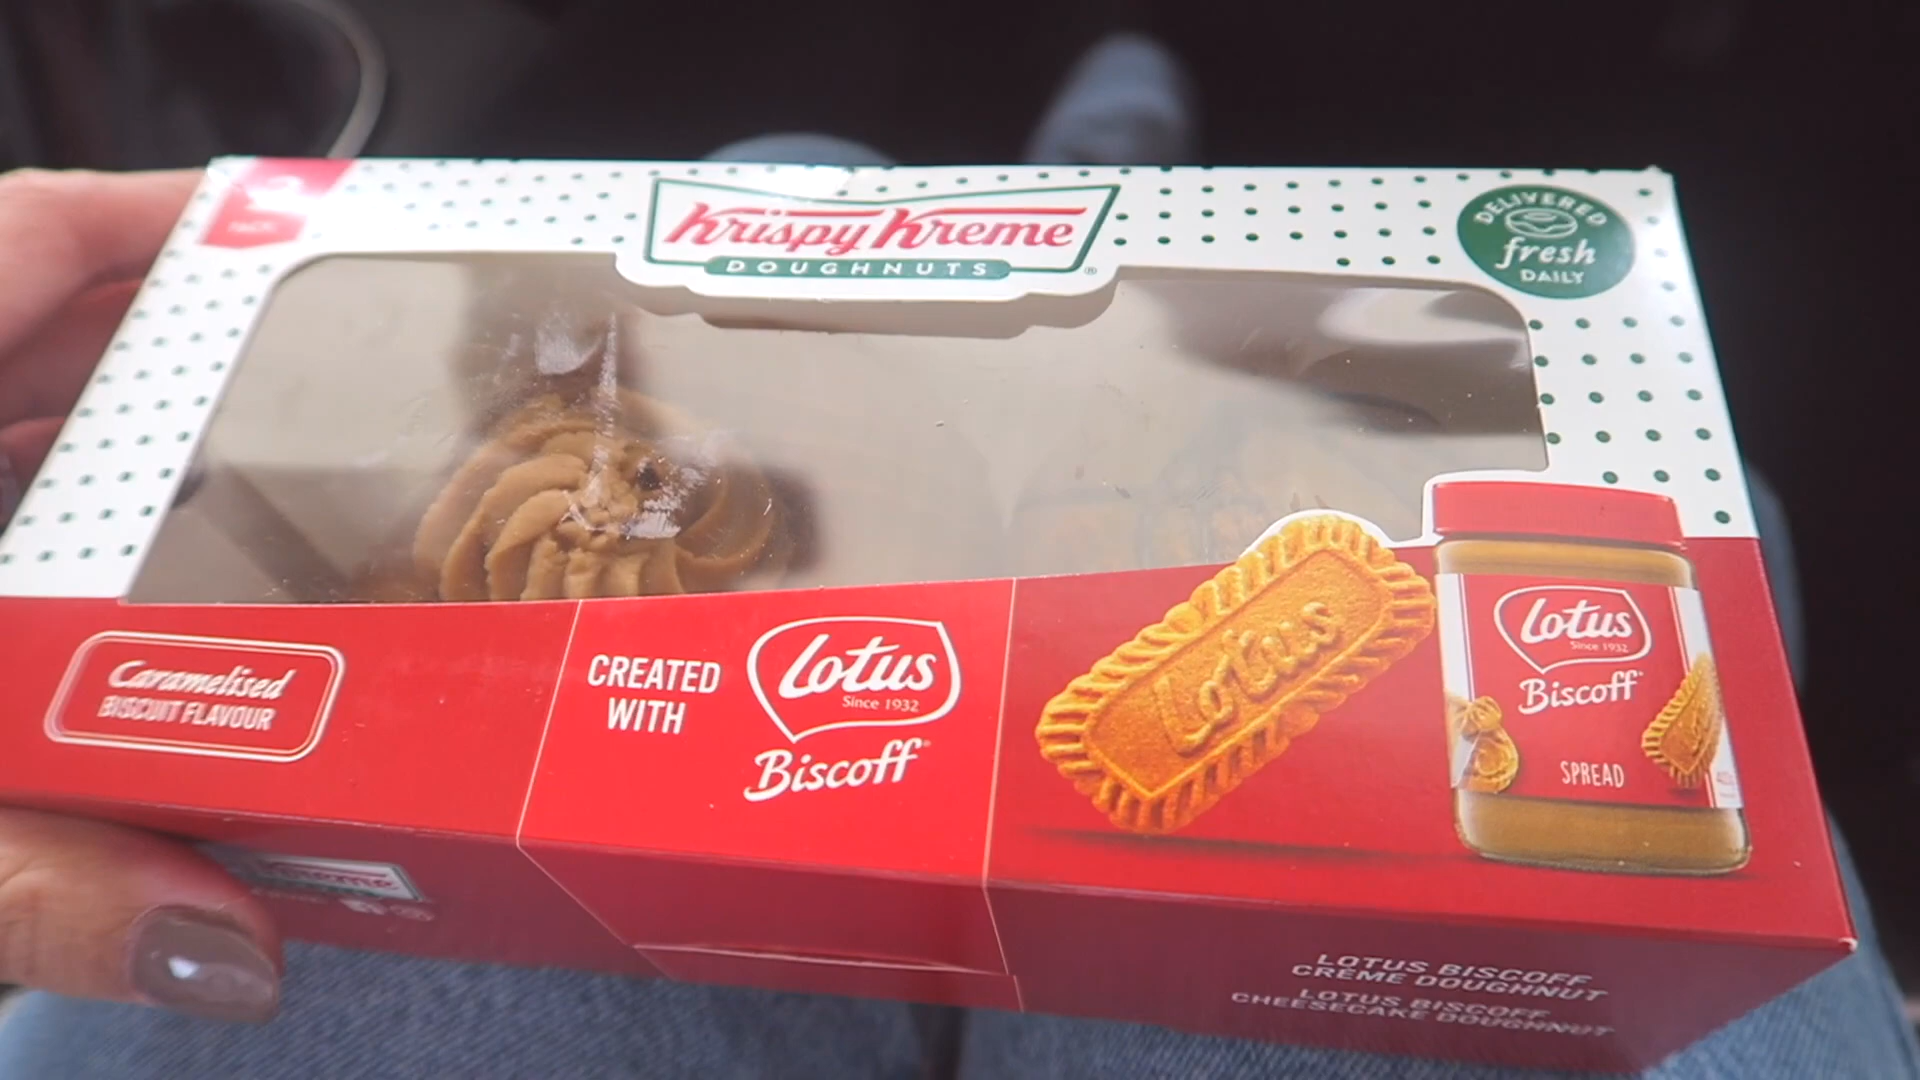 Krispy Kreme
DOUGHNUTS
DELIVERED
fresh
DAILY
Caramelised
BISCUIT FLAVOUR
CREATED
WITH
Lotus
Since 1932
Biscoff
Lotus
Lotus
Since 1932
Biscoff
SPREAD
LOTUS BISCOFF
CRÈME DOUGHNUT
LOTUS BISCOFF
CHEESECAKE DOUGHNUT